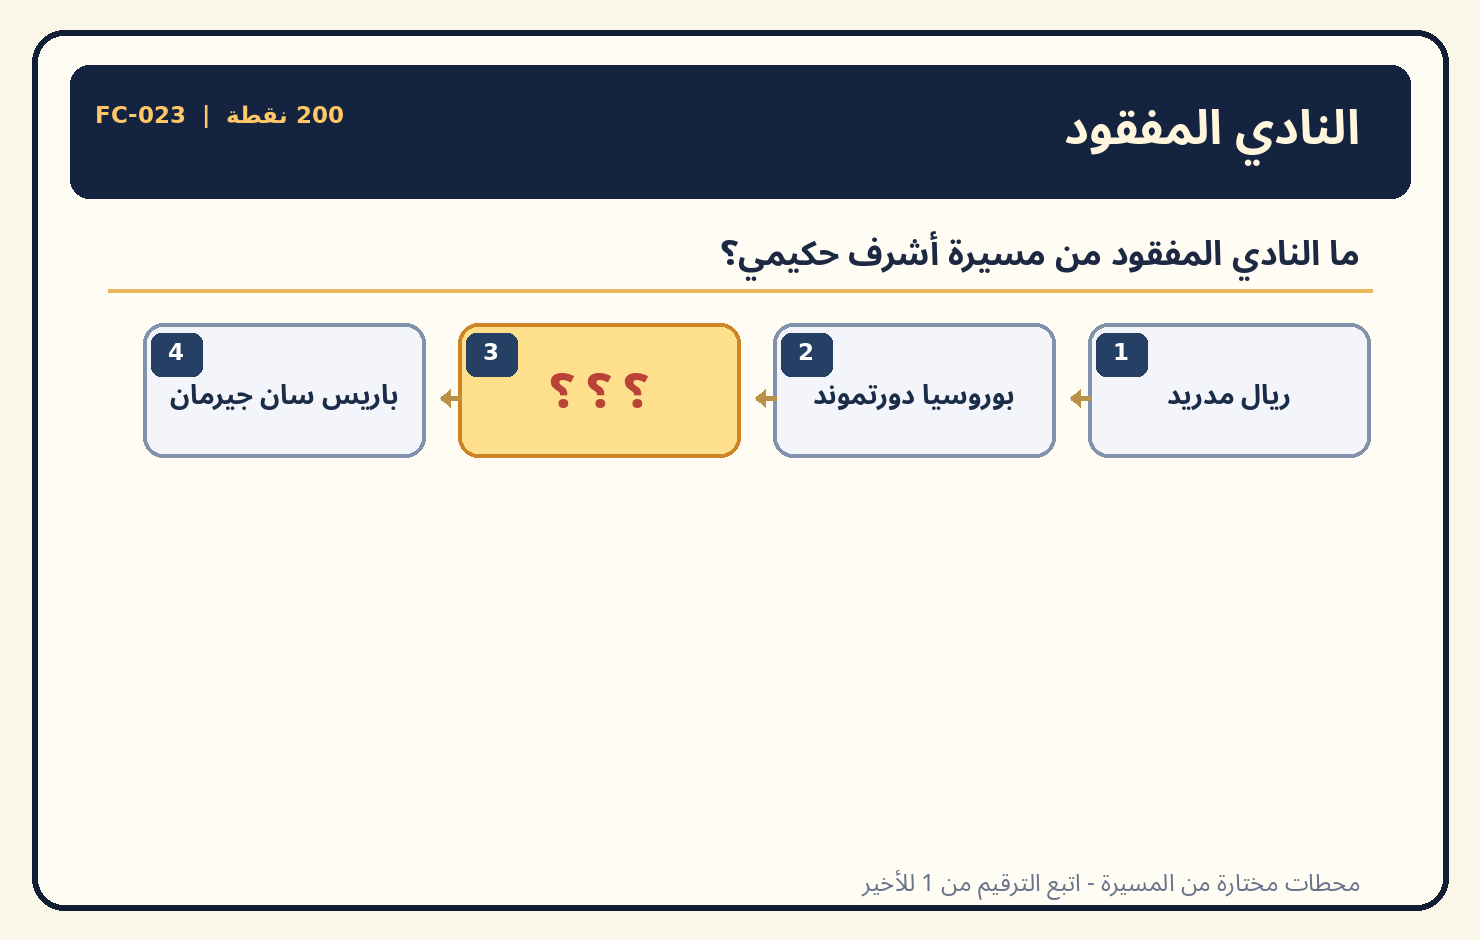 النادي المفقود
200 نقطة | FC-023
ما النادي المفقود من مسيرة أشرف حكيمي؟
1
ريال مدريد
2
بوروسيا دورتموند
3
؟؟؟
4
باريس سان جيرمان
محطات مختارة من المسيرة - اتبع الترقيم من 1 للأخير